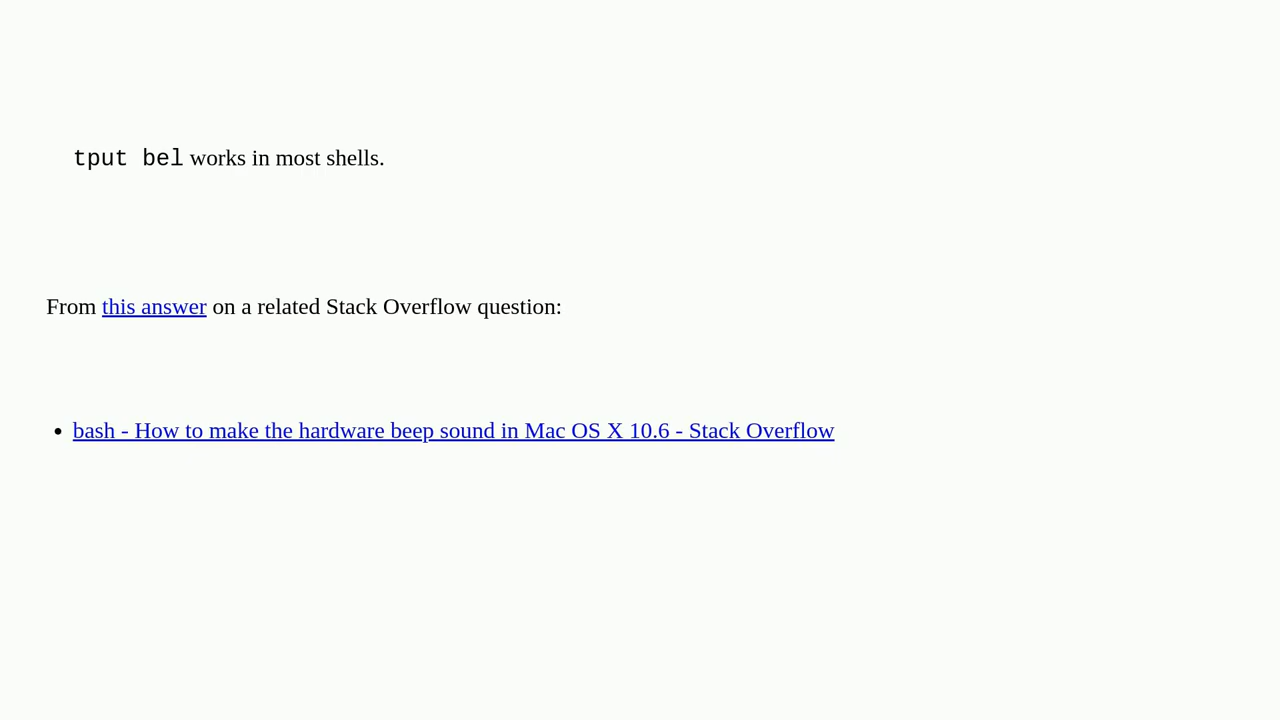 tput bel works in most shells.
From this answer on a related Stack Overflow question:
• bash - How to make the hardware beep sound in Mac OS X 10.6 - Stack Overflow